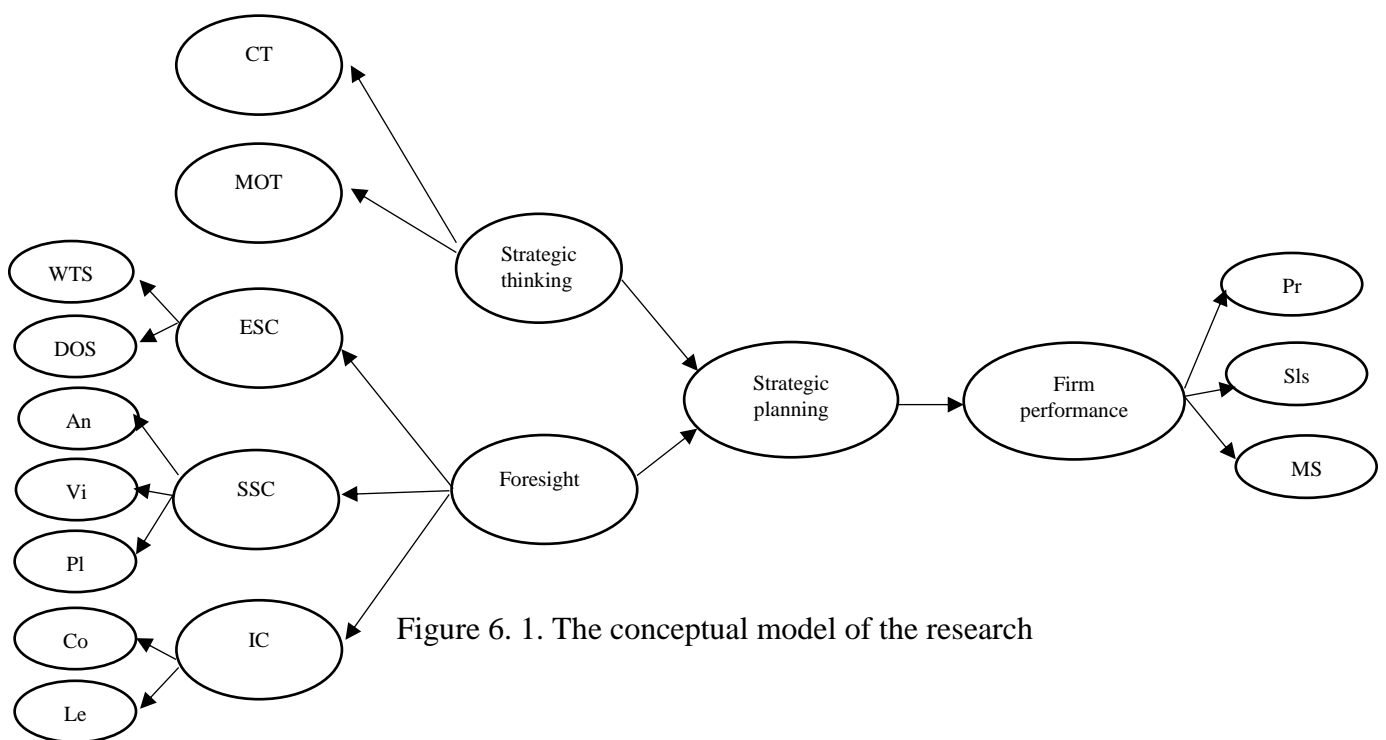 CT
MOT
Strategic
thinking
WTS
ESC
DOS
Pr
Sls
Strategic
planning
Firm
performance
An
SSC
Vi
Foresight
MS
Pl
Co
IC
Le
Figure 6. 1. The conceptual model of the research